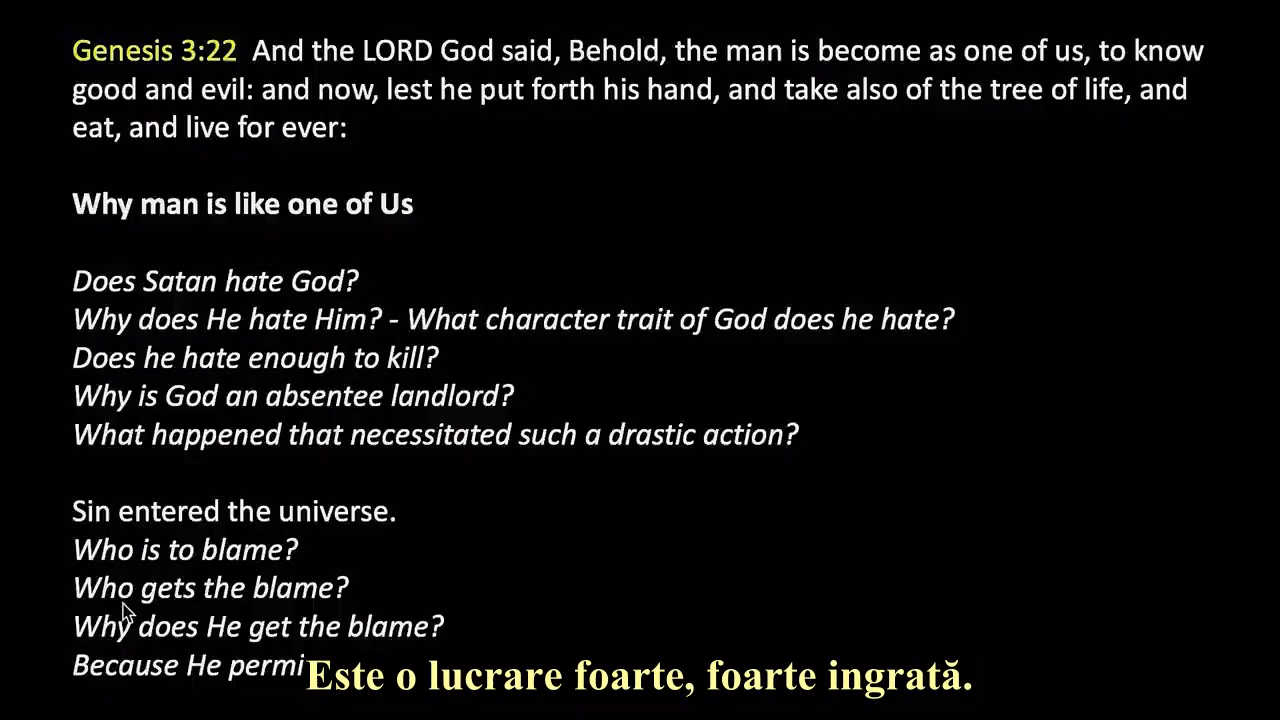 Genesis 3:22 And the LORD God said, Behold, the man is become as one of us, to know
good and evil: and now, lest he put forth his hand, and take also of the tree of life, and
eat, and live for ever:
Why man is like one of Us
Does Satan hate God?
Why does He hate Him? - What character trait of God does he hate?
Does he hate enough to kill?
Why is God an absentee landlord?
What happened that necessitated such a drastic action?
Sin entered the universe.
Who is to blame?
Who gets the blame?
Why does He get the blame?
Because He permi
Este o lucrare foarte, foarte ingrată.